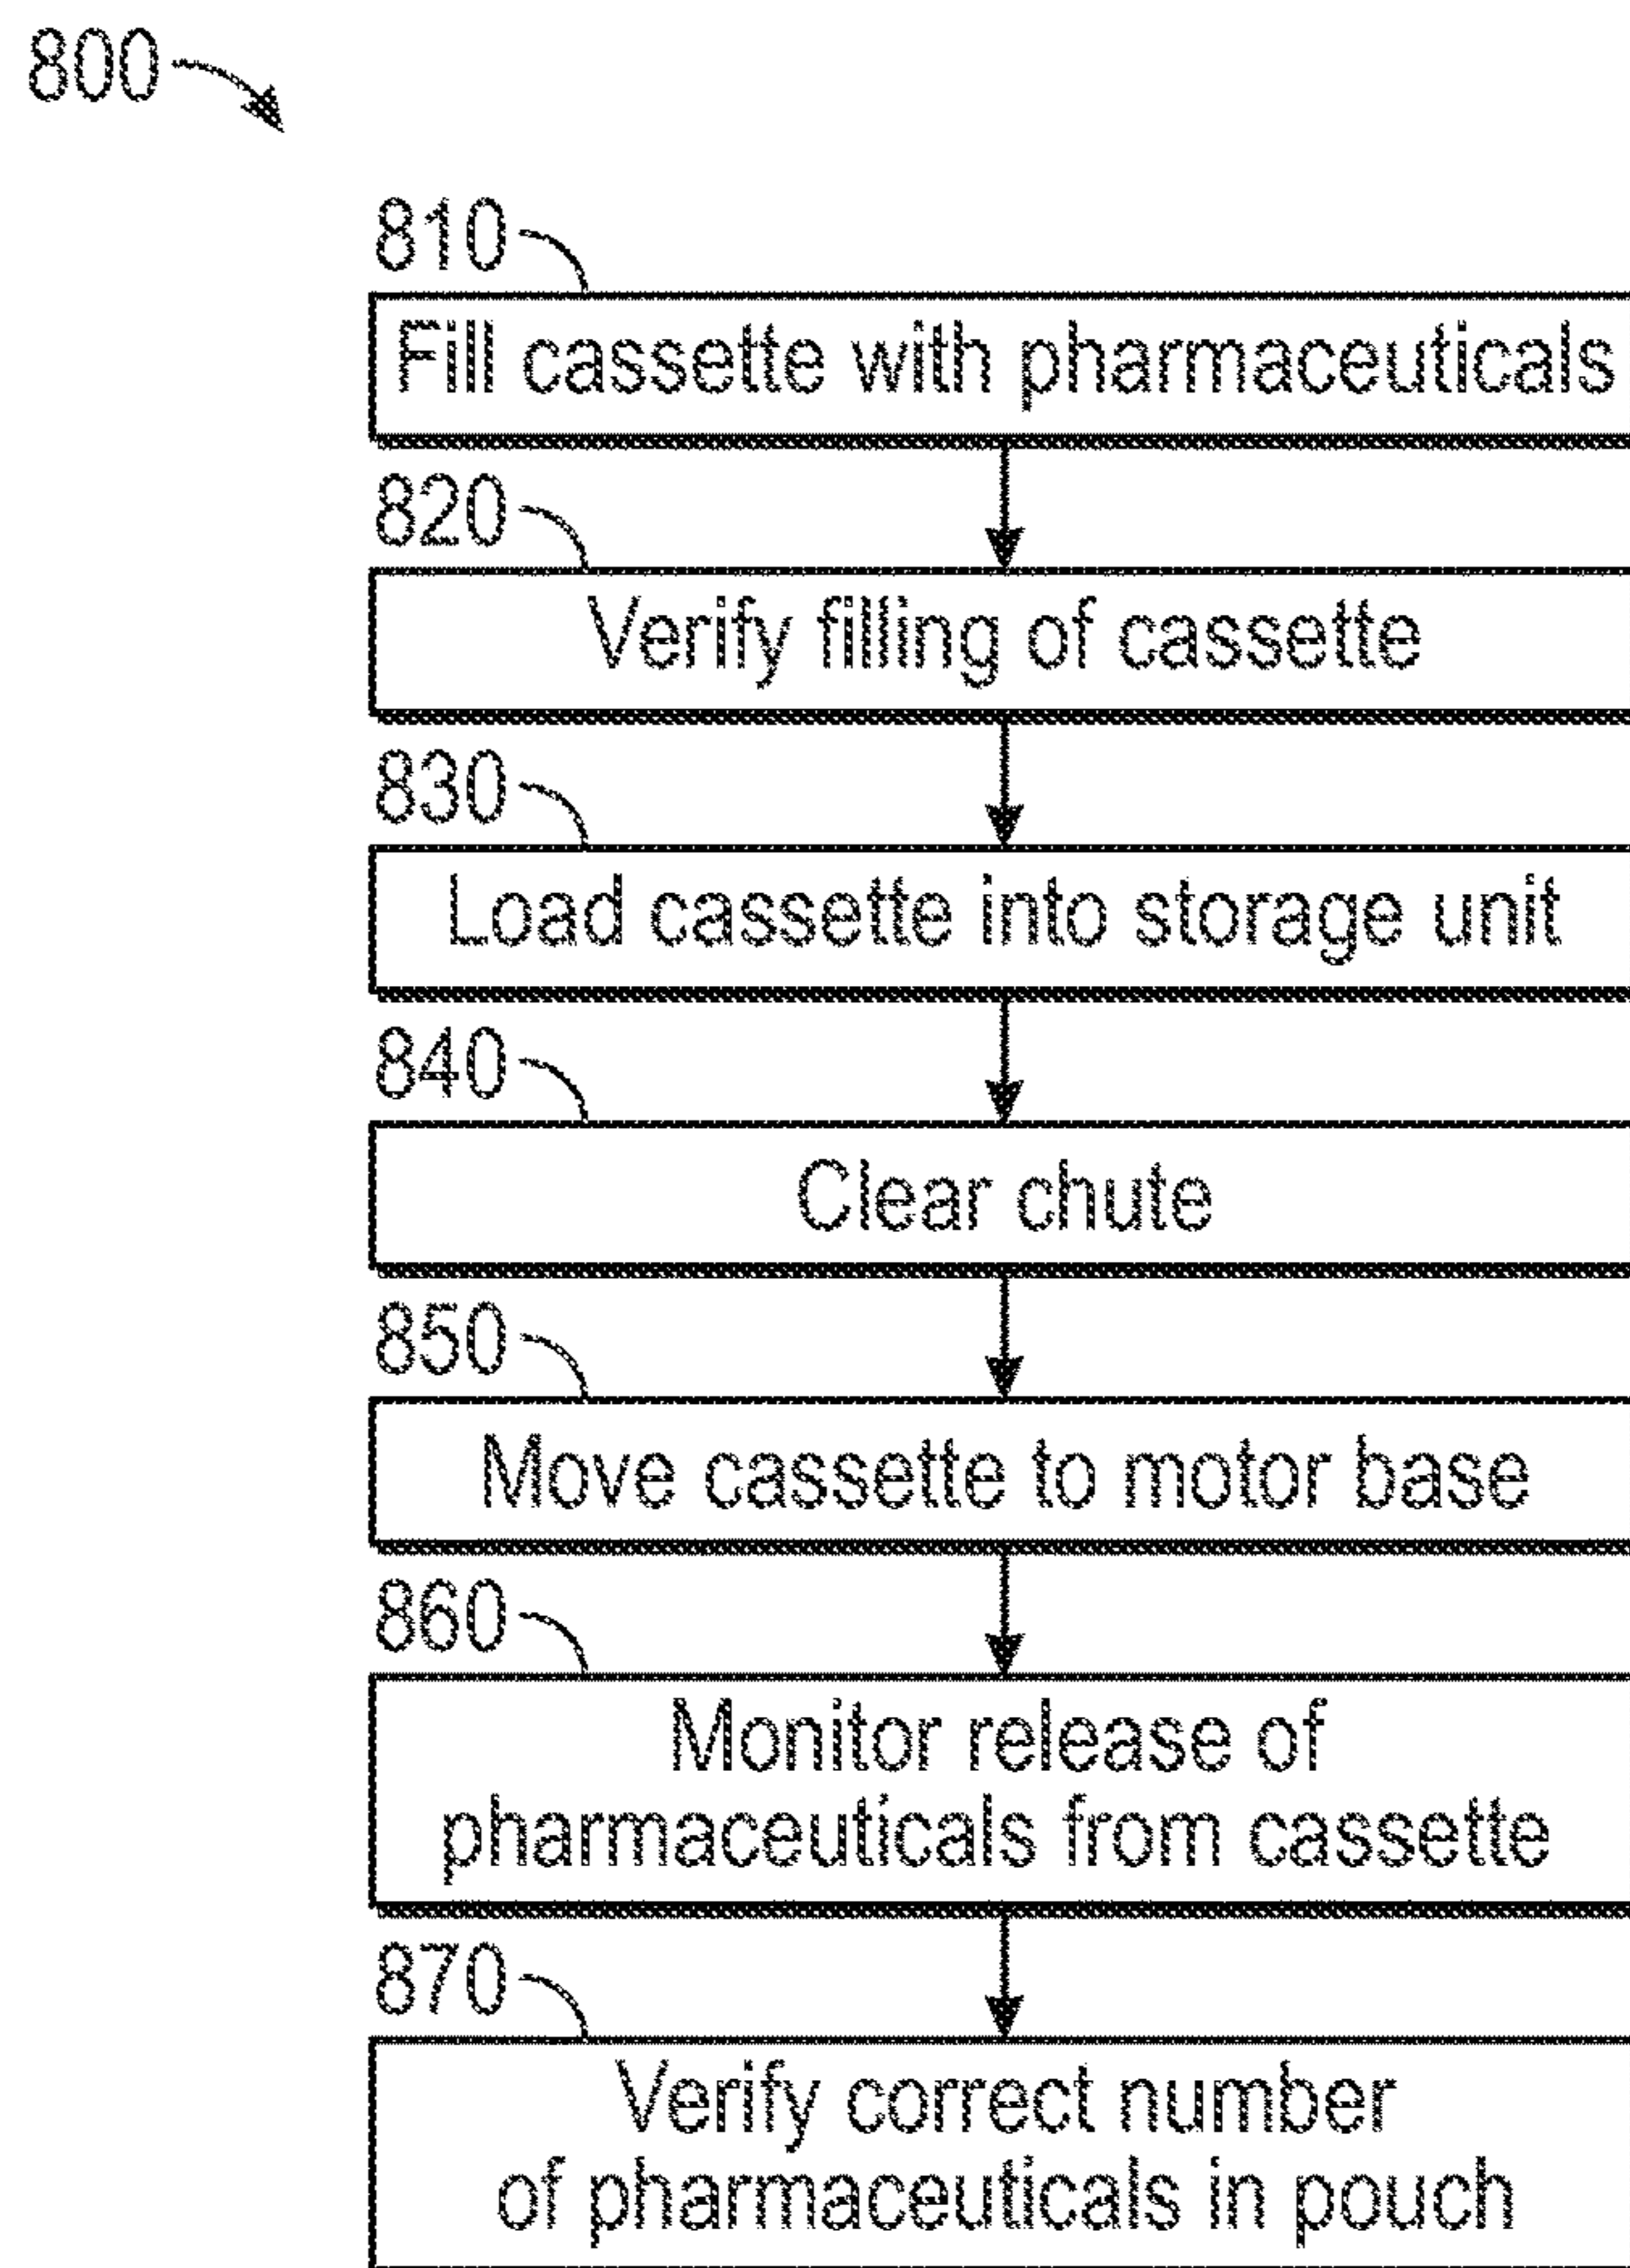 800
810
Fill cassette with pharmaceuticals
820
Verify filling of cassette
830
Load cassette into storage unit
840
Clear chute
850
Move cassette to motor base
860
Monitor release of
pharmaceuticals from cassette
870
Verify correct number
of pharmaceuticals in pouch